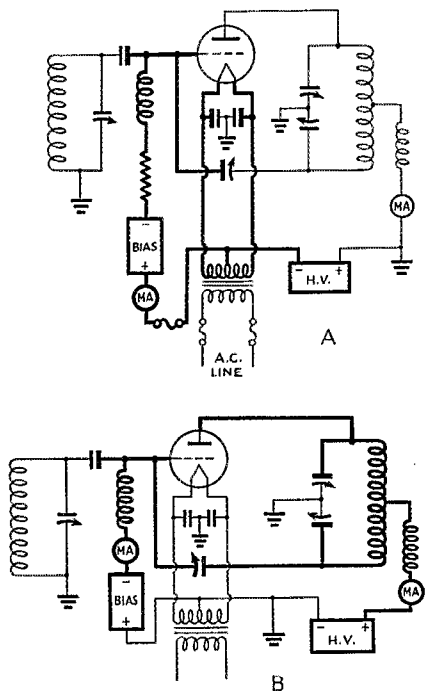 -
BIAS
+
MA
MA
- +
H.V.
A.C.
LINE
A
MA
-
BIAS
+
MA
- +
H.V.
B